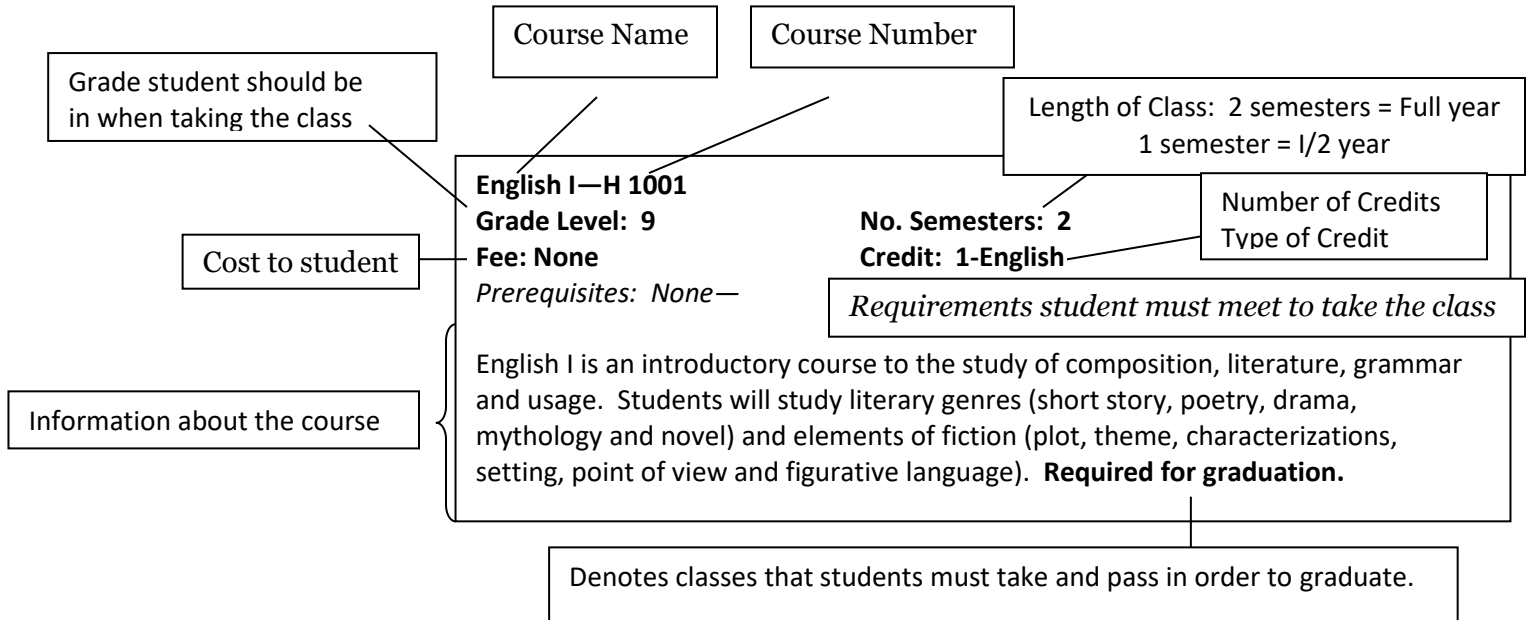 Course Name
Course Number
Grade student should be
in when taking the class
Length of Class:  2 semesters = Full year
1 semester = I/2 year
English I—H 1001
Grade Level:  9
No. Semesters:  2
Number of Credits
Type of Credit
Cost to student
Fee: None
Credit:  1-English
Prerequisites:  None—
Requirements student must meet to take the class
English I is an introductory course to the study of composition, literature, grammar
and usage.  Students will study literary genres (short story, poetry, drama,
mythology and novel) and elements of fiction (plot, theme, characterizations,
setting, point of view and figurative language).  Required for graduation.
Information about the course
Denotes classes that students must take and pass in order to graduate.